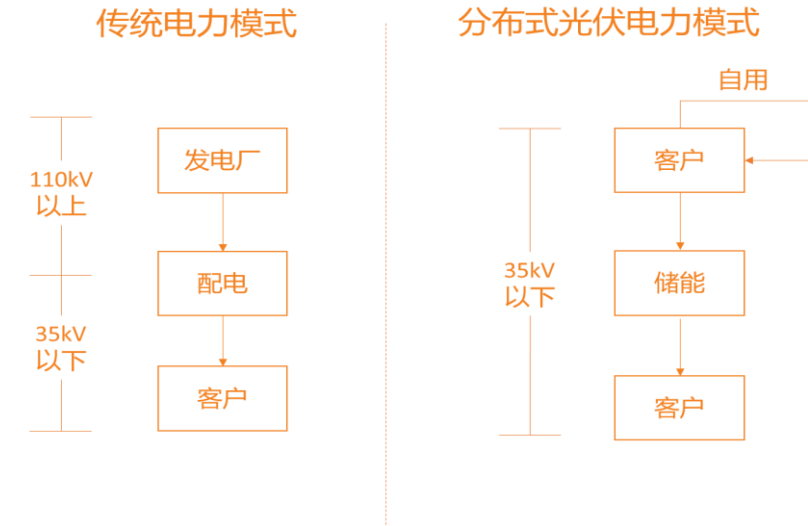 传统电力模式
分布式光伏电力模式
自用
110kV
以上
35kV
以下
发电厂
配电
客户
35kV
以下
客户
储能
客户